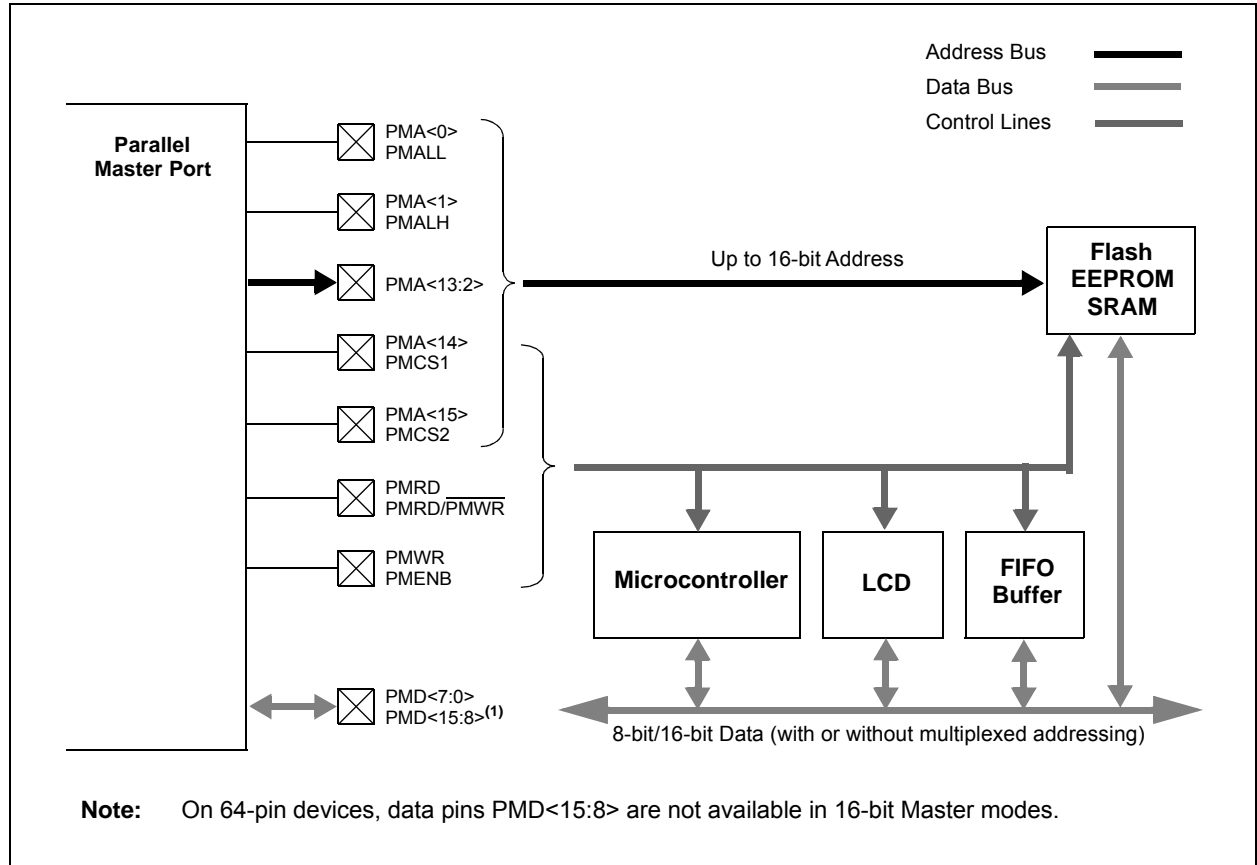 Address Bus
Data Bus
Control Lines
Parallel
Master Port
PMA<0>
PMALL
PMA<1>
PMALH
PMA<13:2>
PMA<14>
PMCS1
PMA<15>
PMCS2
PMRD
PMRD/PMWR
PMWR
PMENB
PMD<7:0>
PMD<15:8>(1)
Up to 16-bit Address
Flash
EEPROM
SRAM
Microcontroller
LCD
FIFO
Buffer
8-bit/16-bit Data (with or without multiplexed addressing)
Note: On 64-pin devices, data pins PMD<15:8> are not available in 16-bit Master modes.